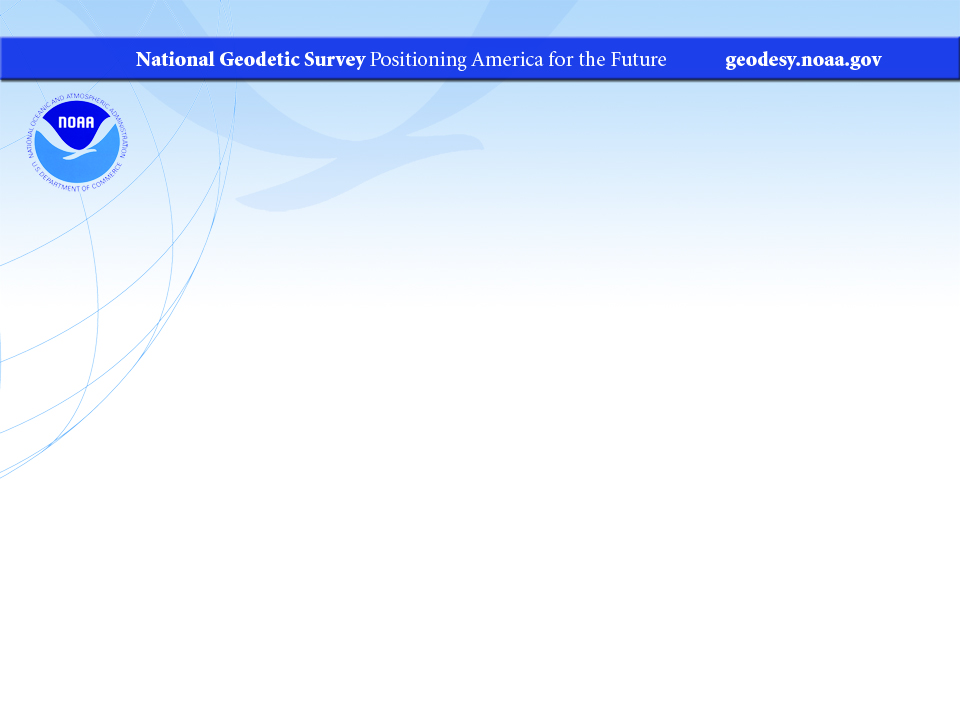 National Geodetic Survey Positioning America for the Future geodesy.noaa.gov
NATIONAL OCEANIC AND ATMOSPHERIC ADMINISTRATION
NOAA
U.S. DEPARTMENT OF COMMERCE